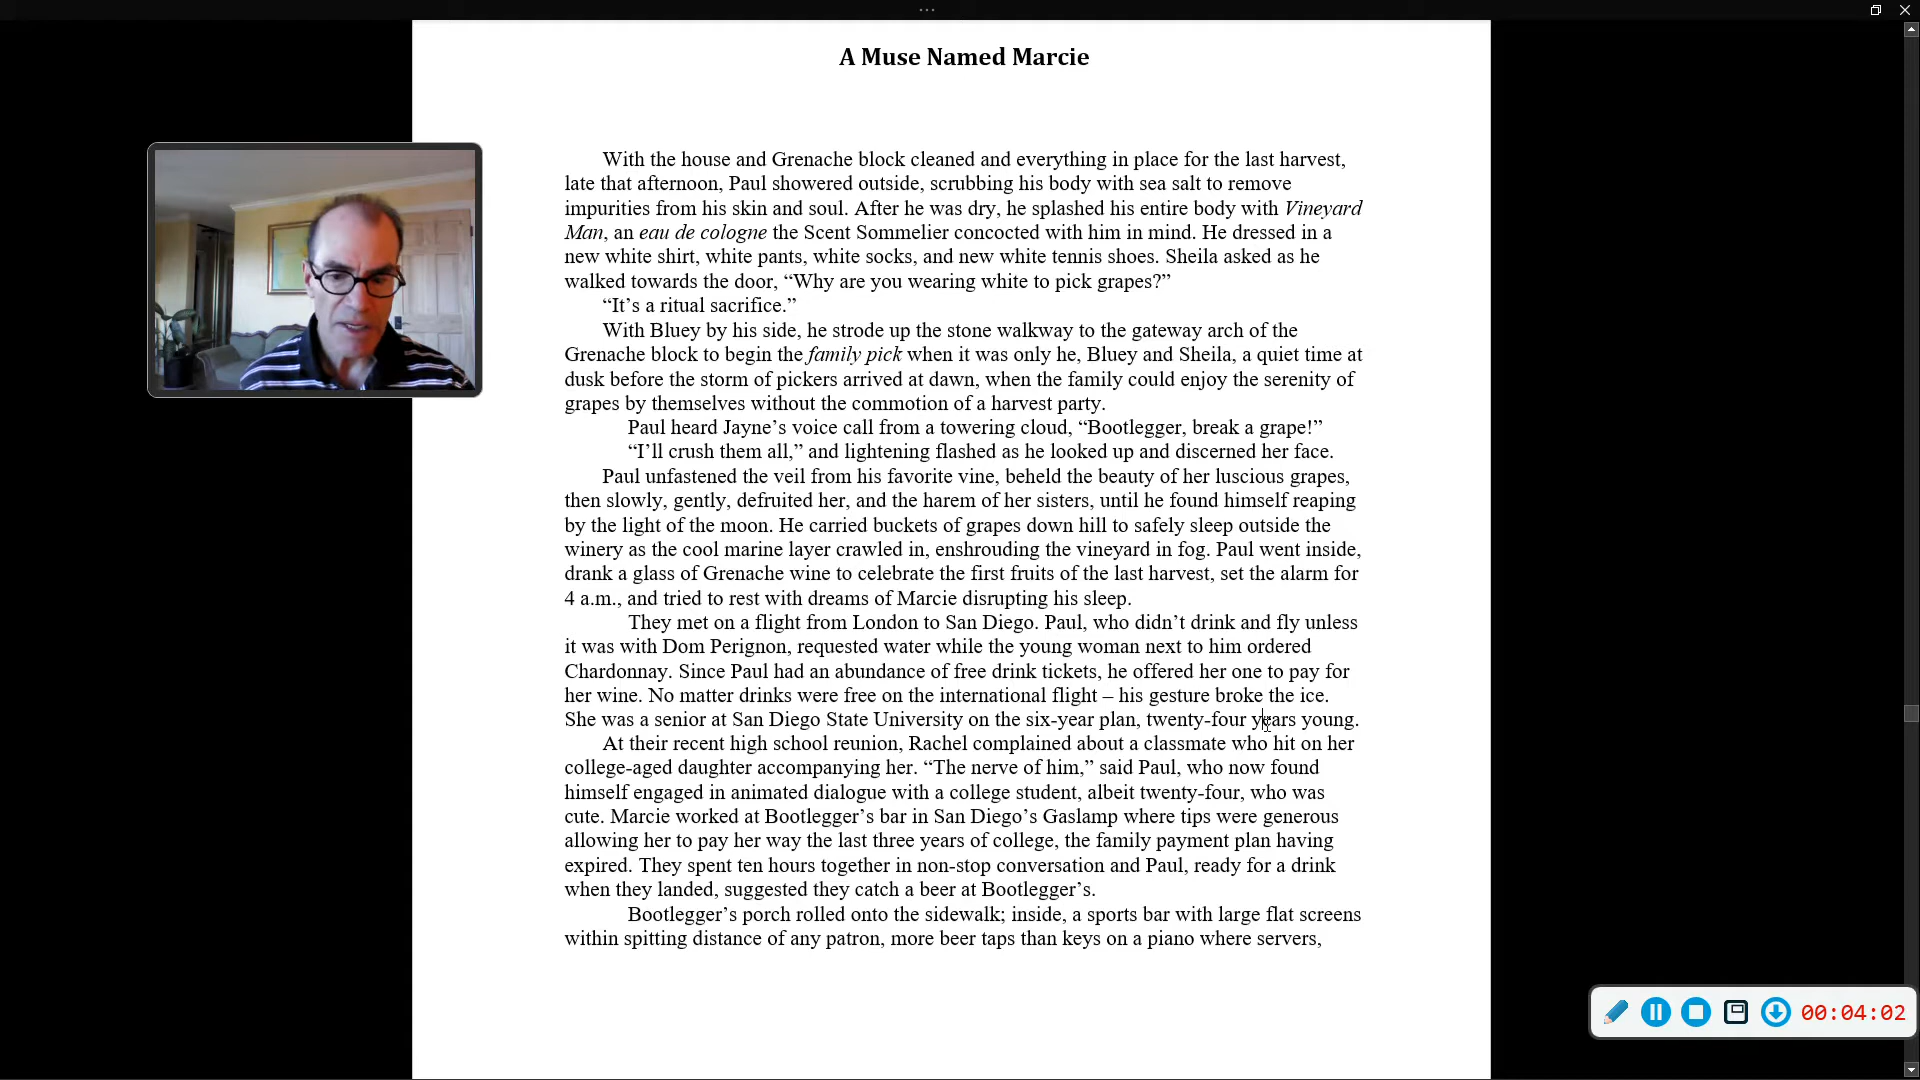 A Muse Named Marcie
With the house and Grenache block cleaned and everything in place for the last harvest,
late that afternoon, Paul showered outside, scrubbing his body with sea salt to remove
impurities from his skin and soul. After he was dry, he splashed his entire body with Vineyard
Man, an eau de cologne the Scent Sommelier concocted with him in mind. He dressed in a
new white shirt, white pants, white socks, and new white tennis shoes. Sheila asked as he
walked towards the door, “Why are you wearing white to pick grapes?”
“It’s a ritual sacrifice.”
With Bluey by his side, he strode up the stone walkway to the gateway arch of the
Grenache block to begin the family pick when it was only he, Bluey and Sheila, a quiet time at
dusk before the storm of pickers arrived at dawn, when the family could enjoy the serenity of
grapes by themselves without the commotion of a harvest party.
Paul heard Jayne’s voice call from a towering cloud, “Bootlegger, break a grape!”
“I’ll crush them all,” and lightening flashed as he looked up and discerned her face.
Paul unfastened the veil from his favorite vine, beheld the beauty of her luscious grapes,
then slowly, gently, defruited her, and the harem of her sisters, until he found himself reaping
by the light of the moon. He carried buckets of grapes down hill to safely sleep outside the
winery as the cool marine layer crawled in, enshrouding the vineyard in fog. Paul went inside,
drank a glass of Grenache wine to celebrate the first fruits of the last harvest, set the alarm for
4 a.m., and tried to rest with dreams of Marcie disrupting his sleep.
They met on a flight from London to San Diego. Paul, who didn’t drink and fly unless
it was with Dom Perignon, requested water while the young woman next to him ordered
Chardonnay. Since Paul had an abundance of free drink tickets, he offered her one to pay for
her wine. No matter drinks were free on the international flight – his gesture broke the ice.
She was a senior at San Diego State University on the six-year plan, twenty-four years young.
At their recent high school reunion, Rachel complained about a classmate who hit on her
college-aged daughter accompanying her. “The nerve of him,” said Paul, who now found
himself engaged in animated dialogue with a college student, albeit twenty-four, who was
cute. Marcie worked at Bootlegger’s bar in San Diego’s Gaslamp where tips were generous
allowing her to pay her way the last three years of college, the family payment plan having
expired. They spent ten hours together in non-stop conversation and Paul, ready for a drink
when they landed, suggested they catch a beer at Bootlegger’s.
Bootlegger’s porch rolled onto the sidewalk; inside, a sports bar with large flat screens
within spitting distance of any patron, more beer taps than keys on a piano where servers,
00:04:02